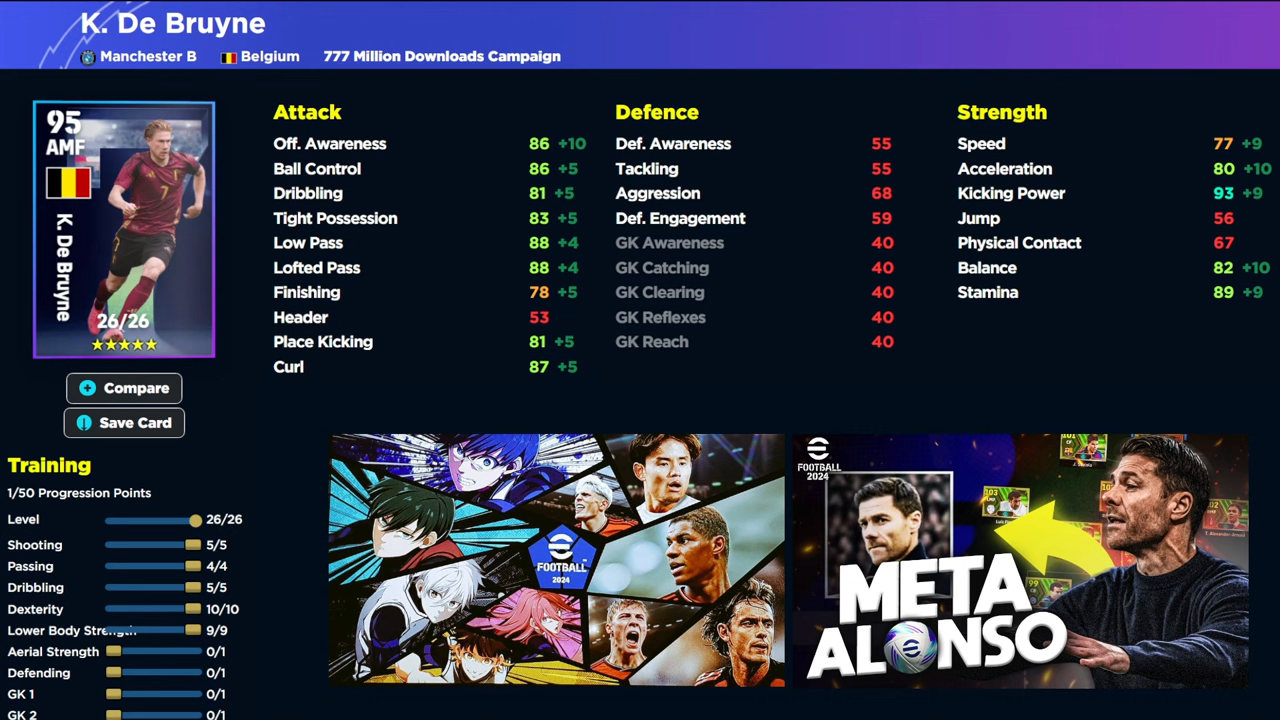 K. De Bruyne
Manchester B Belgium 777 Million Downloads Campaign
95
AMF
K. De Bruyne
7
26/26
Compare
Save Card
Attack
Off. Awareness 86 +10
Ball Control 86 +5
Dribbling 81 +5
Tight Possession 83 +5
Low Pass 88 +4
Lofted Pass 88 +4
Finishing 78 +5
Header 53
Place Kicking 81 +5
Curl 87 +5
Defence
Def. Awareness 55
Tackling 55
Aggression 68
Def. Engagement 59
GK Awareness 40
GK Catching 40
GK Clearing 40
GK Reflexes 40
GK Reach 40
Strength
Speed 77 +9
Acceleration 80 +10
Kicking Power 93 +9
Jump 56
Physical Contact 67
Balance 82 +10
Stamina 89 +9
Training
1/50 Progression Points
Level 26/26
Shooting 5/5
Passing 4/4
Dribbling 5/5
Dexterity 10/10
Lower Body Strength 9/9
Aerial Strength 0/1
Defending 0/1
GK 1 0/1
GK 2 0/1
FOOTBALL
2024
FOOTBALL
2024
103
99
META
ALONSO